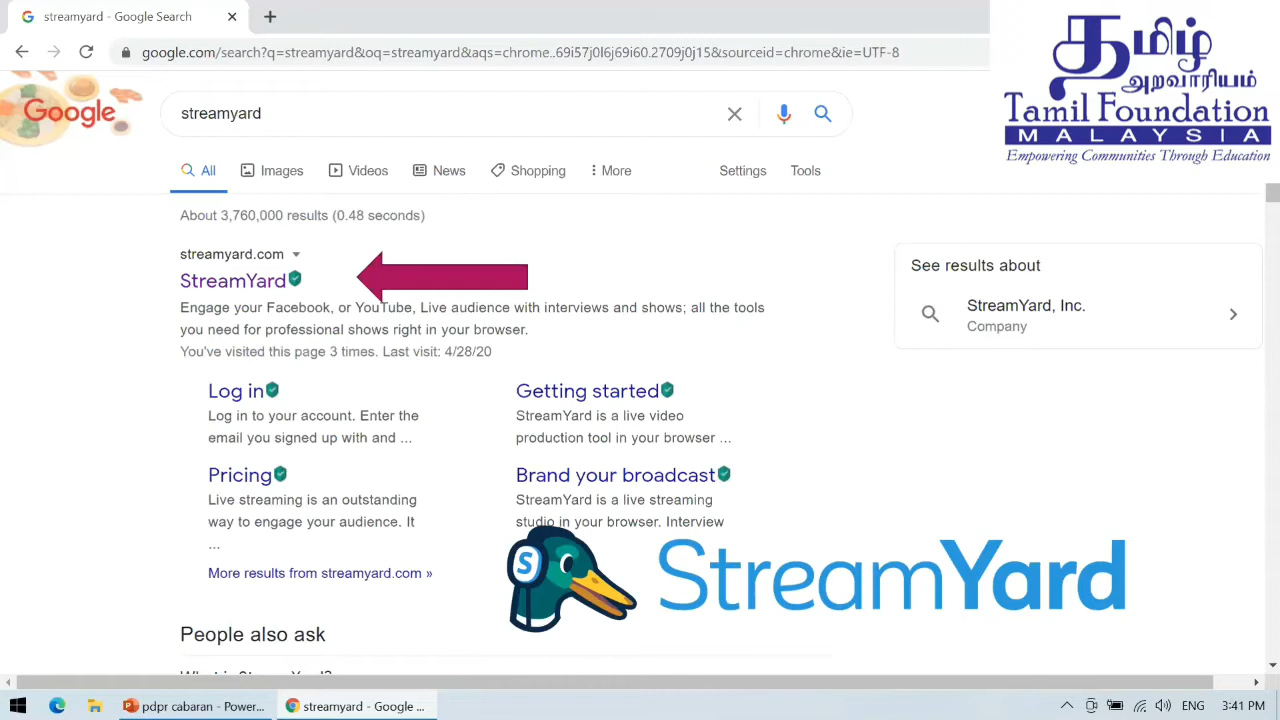 streamyard - Google Search
google.com/search?q=streamyard&oq=streamyard&aqs=chrome..69i57j0l6j69i60.2709j0j15&sourceid=chrome&ie=UTF-8
தமிழ்
அறவாரியம்
Tamil Foundation
MALAYSIA
Empowering Communities Through Education
Google
streamyard
All Images Videos News Shopping More Settings Tools
About 3,760,000 results (0.48 seconds)
streamyard.com
StreamYard
Engage your Facebook, or YouTube, Live audience with interviews and shows; all the tools
you need for professional shows right in your browser.
You've visited this page 3 times. Last visit: 4/28/20
See results about
StreamYard, Inc.
Company
Log in
Log in to your account. Enter the
email you signed up with and ...
Getting started
StreamYard is a live video
production tool in your browser ...
Pricing
Live streaming is an outstanding
way to engage your audience. It
...
Brand your broadcast
StreamYard is a live streaming
studio in your browser. Interview
More results from streamyard.com »
S
StreamYard
People also ask
pdpr cabaran - Power...
streamyard - Google ...
ENG
3:41 PM